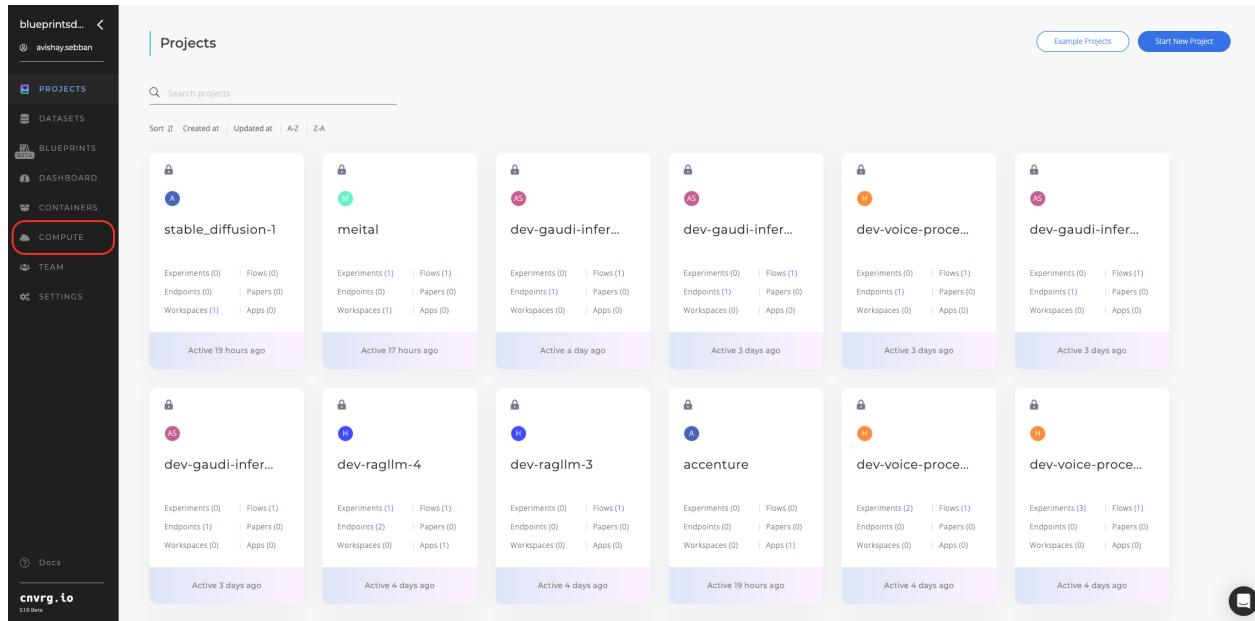 blueprintsd...
avishay.sebban
PROJECTS
DATASETS
BLUEPRINTS
BETA
DASHBOARD
CONTAINERS
COMPUTE
TEAM
SETTINGS
Docs
cnvrg.io
5.1.0 Beta
Projects
Example Projects
Start New Project
Search projects
Sort Created at Updated at A-Z Z-A
A
stable_diffusion-1
Experiments (0) Flows (0)
Endpoints (0) Papers (0)
Workspaces (1) Apps (0)
Active 19 hours ago
M
meital
Experiments (1) Flows (1)
Endpoints (0) Papers (0)
Workspaces (1) Apps (0)
Active 17 hours ago
AS
dev-gaudi-infer...
Experiments (0) Flows (1)
Endpoints (1) Papers (0)
Workspaces (0) Apps (0)
Active a day ago
AS
dev-gaudi-infer...
Experiments (0) Flows (1)
Endpoints (1) Papers (0)
Workspaces (0) Apps (0)
Active 3 days ago
H
dev-voice-proce...
Experiments (0) Flows (1)
Endpoints (1) Papers (0)
Workspaces (0) Apps (0)
Active 3 days ago
AS
dev-gaudi-infer...
Experiments (0) Flows (1)
Endpoints (1) Papers (0)
Workspaces (0) Apps (0)
Active 3 days ago
AS
dev-gaudi-infer...
Experiments (0) Flows (1)
Endpoints (1) Papers (0)
Workspaces (0) Apps (0)
Active 3 days ago
H
dev-ragllm-4
Experiments (1) Flows (1)
Endpoints (2) Papers (0)
Workspaces (0) Apps (1)
Active 4 days ago
H
dev-ragllm-3
Experiments (0) Flows (1)
Endpoints (0) Papers (0)
Workspaces (0) Apps (0)
Active 4 days ago
A
accenture
Experiments (0) Flows (0)
Endpoints (0) Papers (0)
Workspaces (0) Apps (1)
Active 19 hours ago
H
dev-voice-proce...
Experiments (2) Flows (1)
Endpoints (0) Papers (0)
Workspaces (0) Apps (0)
Active 4 days ago
H
dev-voice-proce...
Experiments (3) Flows (1)
Endpoints (0) Papers (0)
Workspaces (0) Apps (0)
Active 4 days ago